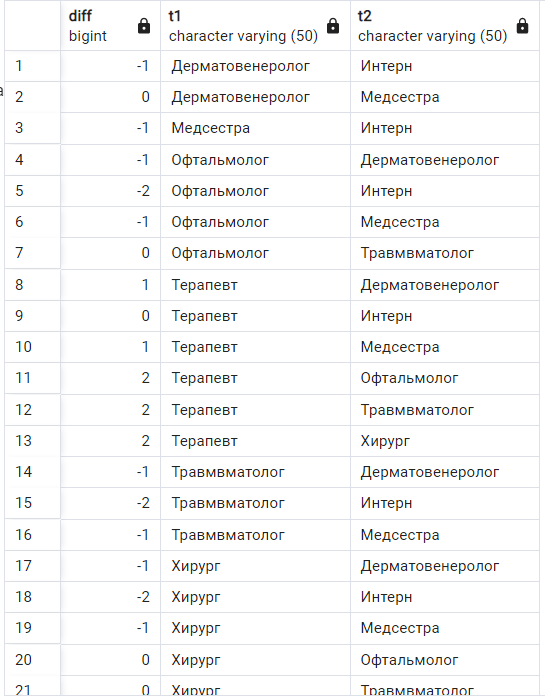 diff t1 t2
bigint character varying (50) character varying (50)
a
1 -1 Дерматовенеролог Интерн
2 0 Дерматовенеролог Медсестра
3 -1 Медсестра Интерн
4 -1 Офтальмолог Дерматовенеролог
5 -2 Офтальмолог Интерн
6 -1 Офтальмолог Медсестра
7 0 Офтальмолог Травмвматолог
8 1 Терапевт Дерматовенеролог
9 0 Терапевт Интерн
10 1 Терапевт Медсестра
11 2 Терапевт Офтальмолог
12 2 Терапевт Травмвматолог
13 2 Терапевт Хирург
14 -1 Травмвматолог Дерматовенеролог
15 -2 Травмвматолог Интерн
16 -1 Травмвматолог Медсестра
17 -1 Хирург Дерматовенеролог
18 -2 Хирург Интерн
19 -1 Хирург Медсестра
20 0 Хирург Офтальмолог
21 0 Хирург Травмвматолог